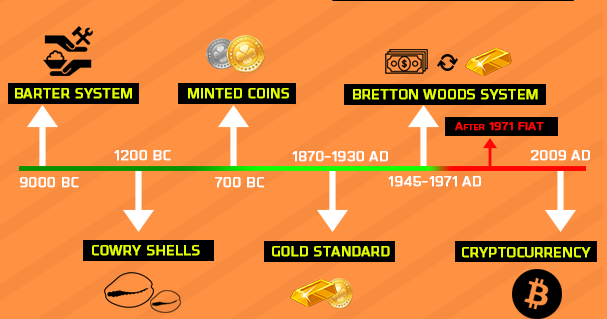 BARTER SYSTEM
MINTED COINS
BRETTON WOODS SYSTEM
AFTER 1971 FIAT
1200 BC
1870-1930 AD
2009 AD
9000 BC
700 BC
1945-1971 AD
COWRY SHELLS
GOLD STANDARD
CRYPTOCURRENCY